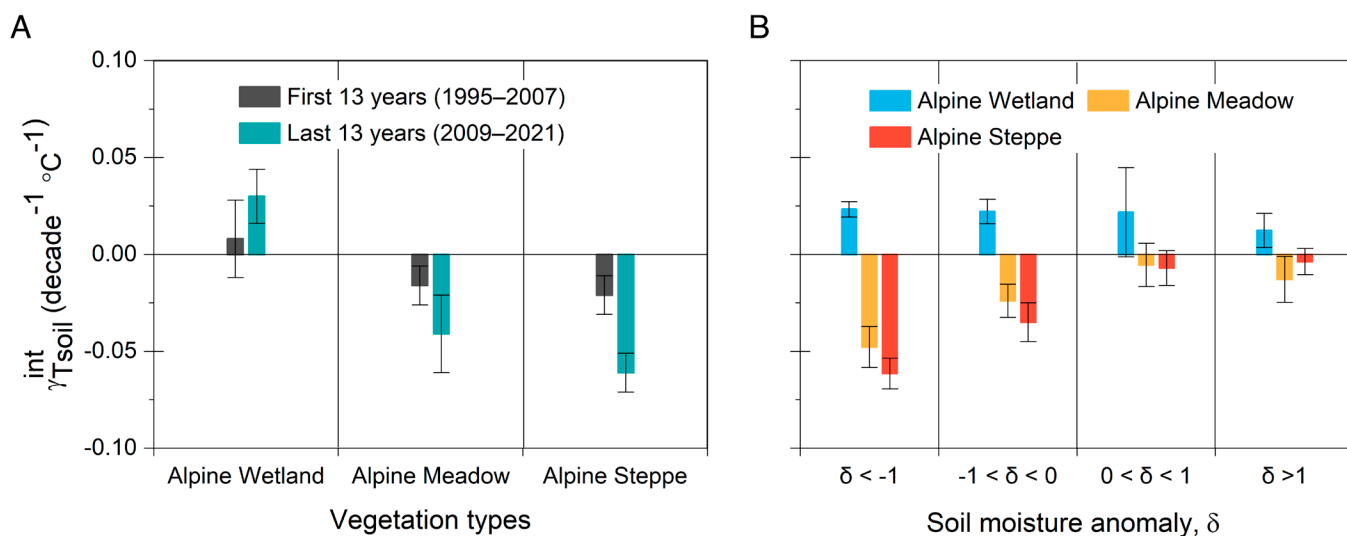 A
B
0.10
0.05
0.00
-0.05
-0.10
γ int Tsoil (decade⁻¹ °C⁻¹)
First 13 years (1995–2007)
Last 13 years (2009–2021)
Alpine Wetland Alpine Meadow Alpine Steppe
Vegetation types
Alpine Wetland Alpine Meadow
Alpine Steppe
δ < -1 -1 < δ < 0 0 < δ < 1 δ >1
Soil moisture anomaly, δ